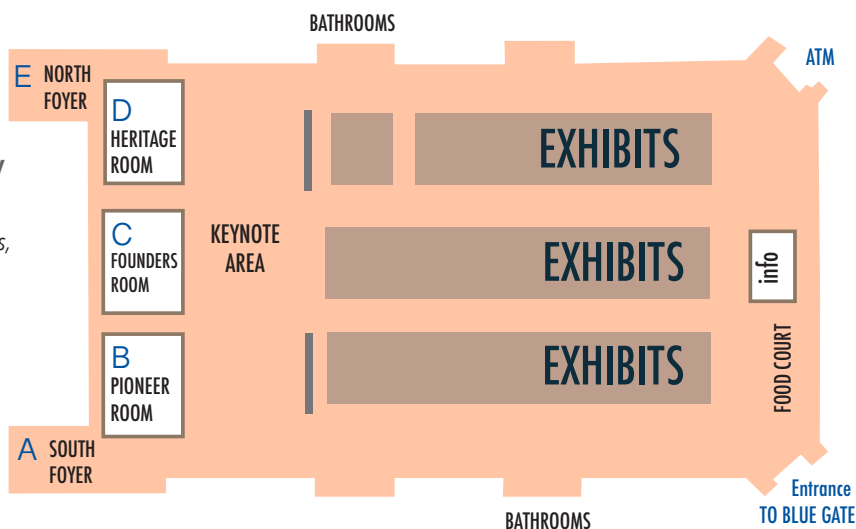 BATHROOMS
ATM
E NORTH
FOYER
D
HERITAGE
ROOM
EXHIBITS
y
s,
C
FOUNDERS
ROOM
KEYNOTE
AREA
EXHIBITS
info
B
PIONEER
ROOM
EXHIBITS
FOOD COURT
A SOUTH
FOYER
Entrance
TO BLUE GATE
BATHROOMS